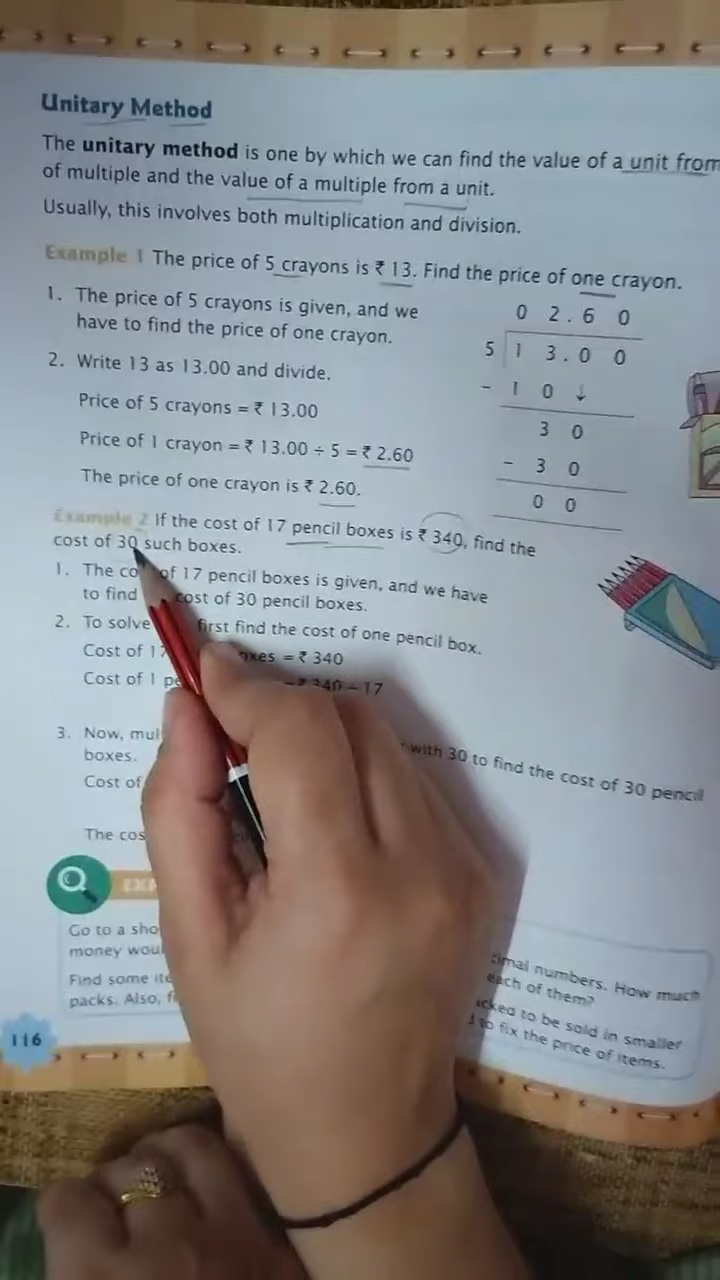 Unitary Method
The unitary method is one by which we can find the value of a unit from
of multiple and the value of a multiple from a unit.
Usually, this involves both multiplication and division.
Example 1 The price of 5 crayons is ₹ 13. Find the price of one crayon.
1. The price of 5 crayons is given, and we
have to find the price of one crayon.
2. Write 13 as 13.00 and divide.
Price of 5 crayons = ₹ 13.00
Price of 1 crayon = ₹ 13.00 ÷ 5 = ₹ 2.60
The price of one crayon is ₹ 2.60.
0 2 . 6 0
5 1 3 . 0 0
- 1 0 ↓
3 0
- 3 0
0 0
Example 2 If the cost of 17 pencil boxes is ₹ 340, find the
cost of 30 such boxes.
1. The of 17 pencil boxes is given, and we have
to find cost of 30 pencil boxes.
2. To solve first find the cost of one pencil box.
Cost of = ₹ 340
Cost of 1 340 ÷ 17
3. Now, with 30 to find the cost of 30 pencil
boxes.
Cost of
The
Go to a decimal numbers. How much
money each of them?
Find some packed to be sold in smaller
packs. Also, to fix the price of items.
116